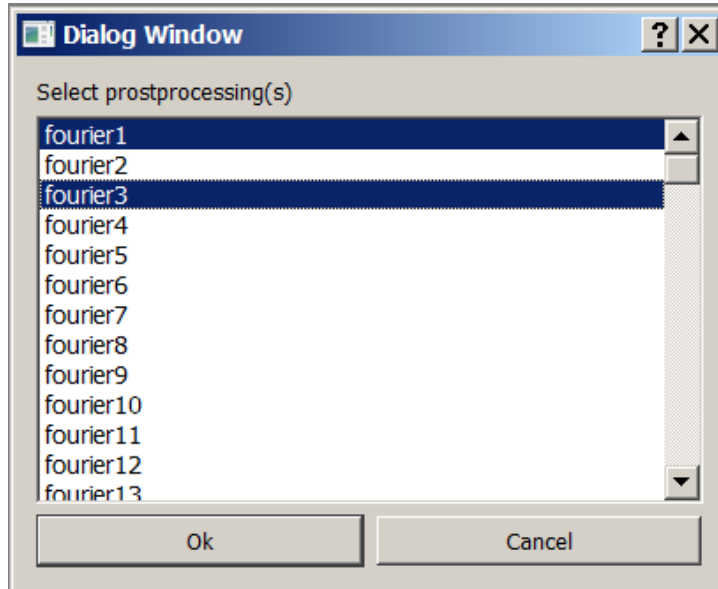 Dialog Window
Select prostprocessing(s)
fourier1
fourier2
fourier3
fourier4
fourier5
fourier6
fourier7
fourier8
fourier9
fourier10
fourier11
fourier12
fourier13
Ok Cancel